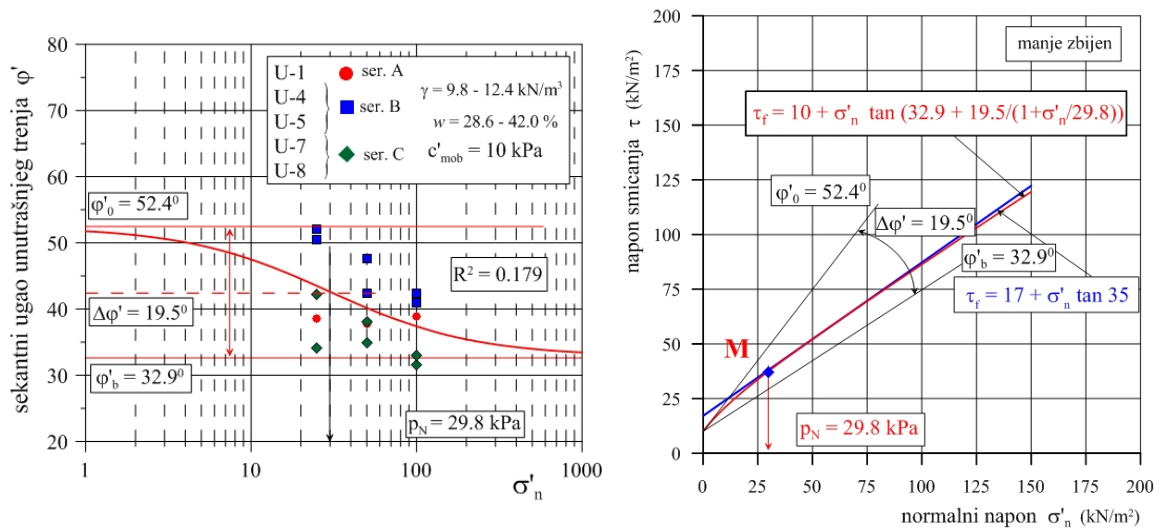 80
70
60
50
40
30
20
1
10
100
1000
sekantni ugao unutrašnjeg trenja φ'
σ'n
U-1
U-4
U-5
U-7
U-8
ser. A
ser. B
ser. C
γ = 9.8 - 12.4 kN/m³
w = 28.6 - 42.0 %
c'mob = 10 kPa
φ'0 = 52.4⁰
R² = 0.179
Δφ' = 19.5⁰
φ'b = 32.9⁰
pN = 29.8 kPa
200
175
150
125
100
75
50
25
0
0
25
50
75
100
125
150
175
200
napon smicanja τ (kN/m²)
normalni napon σ'n (kN/m²)
manje zbijen
τf = 10 + σ'n tan (32.9 + 19.5/(1+σ'n/29.8))
φ'0 = 52.4⁰
Δφ' = 19.5⁰
φ'b = 32.9⁰
τf = 17 + σ'n tan 35
M
pN = 29.8 kPa